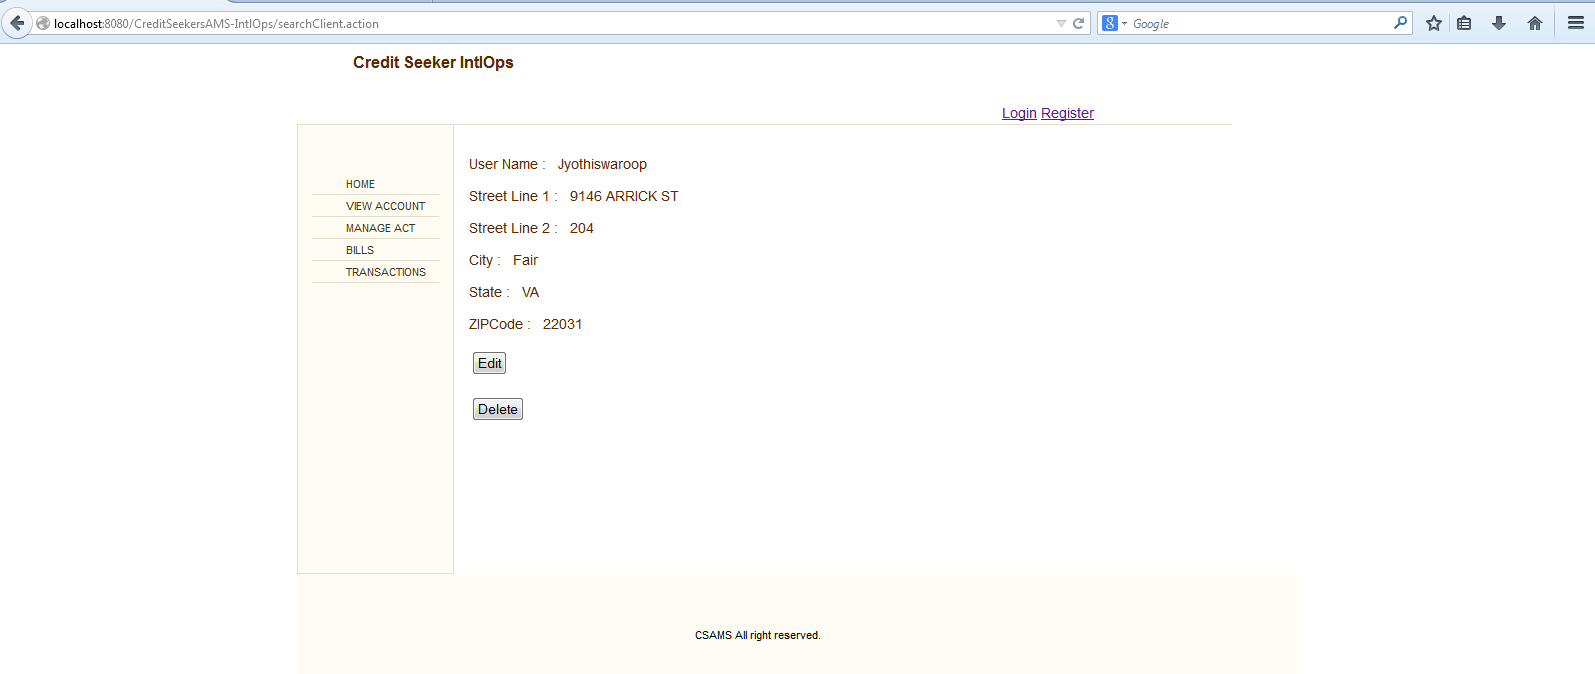 localhost:8080/CreditSeekersAMS-IntlOps/searchClient.action
Google
Credit Seeker IntlOps
Login Register
HOME
VIEW ACCOUNT
MANAGE ACT
BILLS
TRANSACTIONS
User Name : Jyothiswaroop
Street Line 1 : 9146 ARRICK ST
Street Line 2 : 204
City : Fair
State : VA
ZIPCode : 22031
Edit
Delete
CSAMS All right reserved.